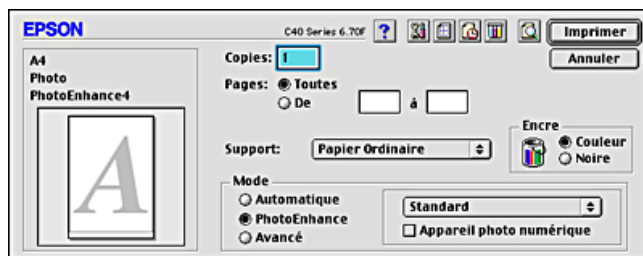 EPSON
C40 Series 6.70F
?
Imprimer
Annuler
A4
Photo
PhotoEnhance4
A
Copies: 1
Pages: Toutes
De à
Support: Papier Ordinaire
Encre
Couleur
Noire
Mode
Automatique
PhotoEnhance
Avancé
Standard
Appareil photo numérique